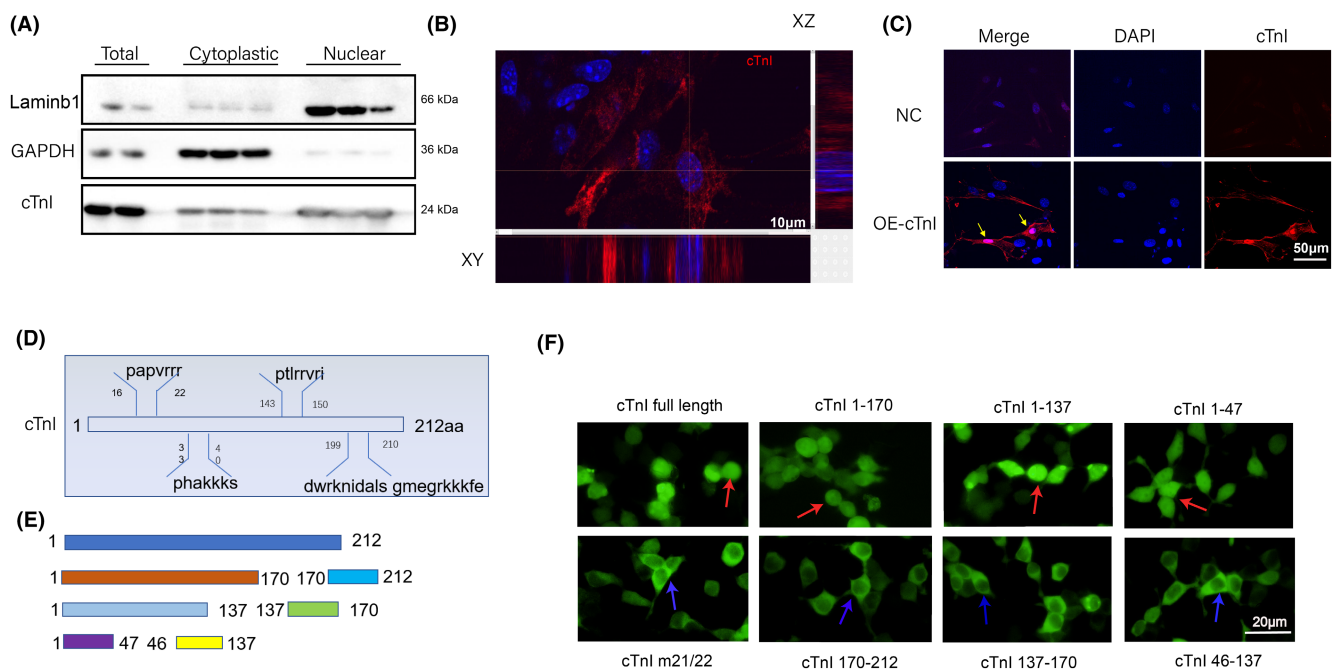 (A)
Total Cytoplastic Nuclear
Laminb1 66 kDa
GAPDH 36 kDa
cTnI 24 kDa
(B)
XZ
cTnI
10μm
XY
(C)
Merge DAPI cTnI
NC
OE-cTnI
50μm
(D)
papvrrr ptlrrvri
16 22 143 150
cTnI 1 212aa
3 4 199 210
3 0
phakkks dwrknidals gmegrkkkfe
(E)
1 212
1 170 170 212
1 137 137 170
1 47 46 137
(F)
cTnI full length cTnI 1-170 cTnI 1-137 cTnI 1-47
20μm
cTnI m21/22 cTnI 170-212 cTnI 137-170 cTnI 46-137